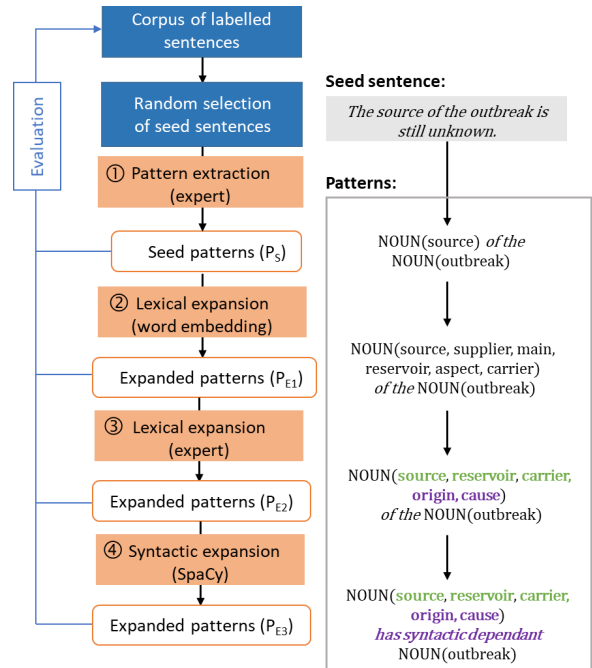 Corpus of labelled
sentences
Random selection
of seed sentences
Evaluation
① Pattern extraction
(expert)
Seed patterns (PS)
② Lexical expansion
(word embedding)
Expanded patterns (PE1)
③ Lexical expansion
(expert)
Expanded patterns (PE2)
④ Syntactic expansion
(SpaCy)
Expanded patterns (PE3)
Seed sentence:
The source of the outbreak is
still unknown.
Patterns:
NOUN(source) of the
NOUN(outbreak)
NOUN(source, supplier, main,
reservoir, aspect, carrier)
of the NOUN(outbreak)
NOUN(source, reservoir, carrier,
origin, cause)
of the NOUN(outbreak)
NOUN(source, reservoir, carrier,
origin, cause)
has syntactic dependant
NOUN(outbreak)